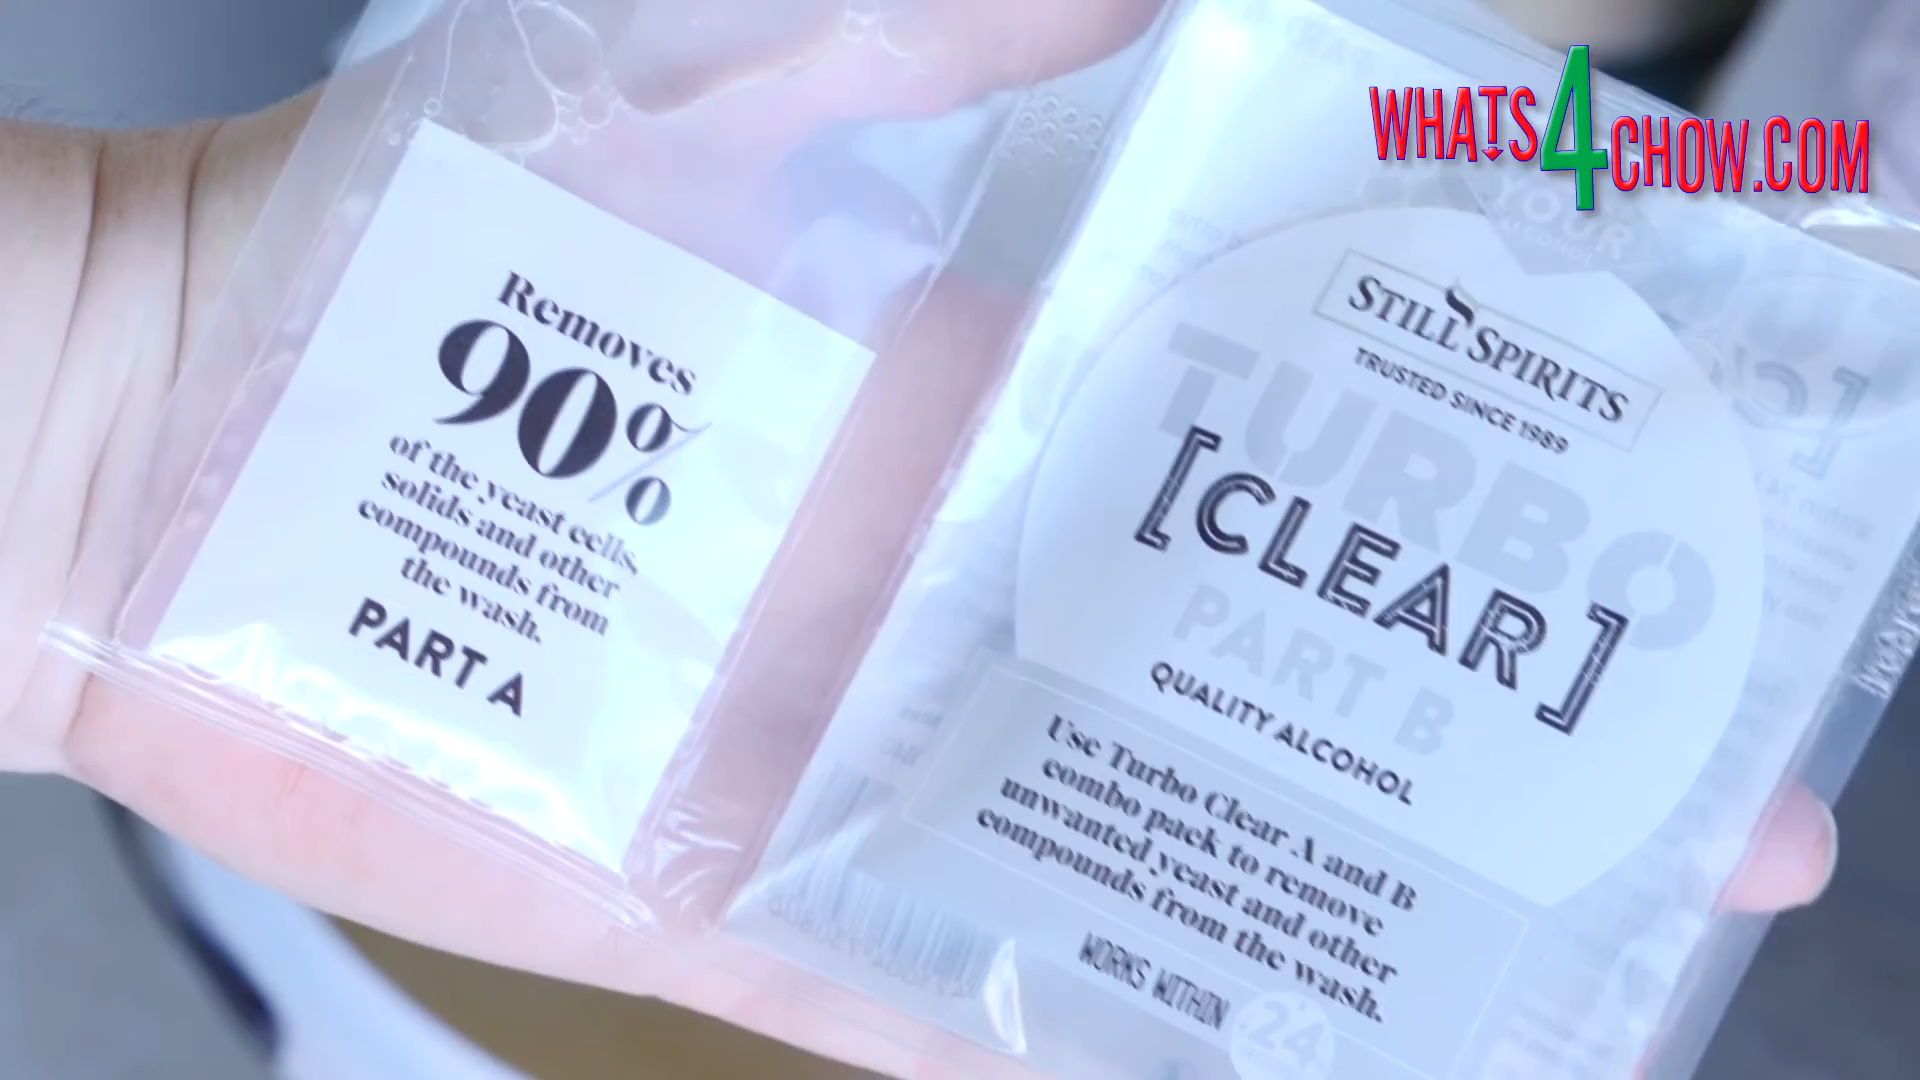 WHATS4CHOW.COM
Removes
90%
of the yeast cells,
solids and other
compounds from
the wash.
PART A
YOUR
ALCOHOL
STILL SPIRITS
TRUSTED SINCE 1989
TURBO
[CLEAR]
PART B
QUALITY ALCOHOL
Use Turbo Clear A and B
combo pack to remove
unwanted yeast and other
compounds from the wash.
WORKS WITHIN
24